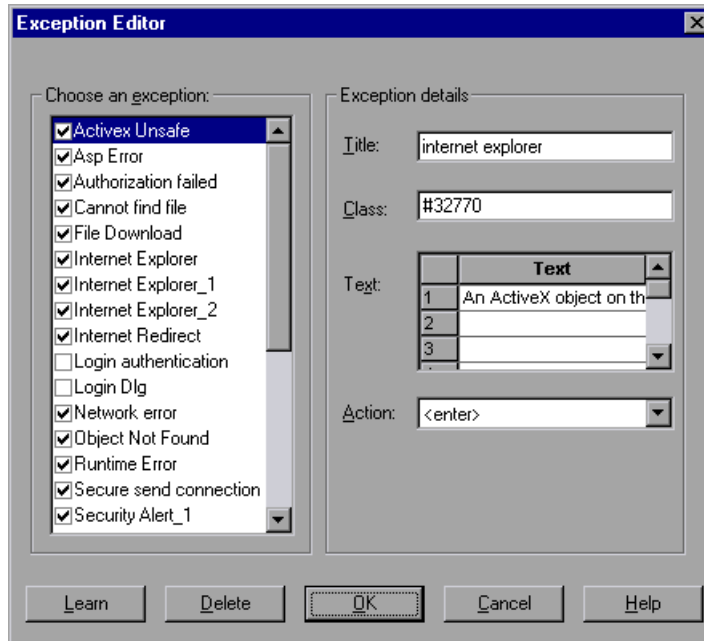 Exception Editor
Choose an exception:
Activex Unsafe
Asp Error
Authorization failed
Cannot find file
File Download
Internet Explorer
Internet Explorer_1
Internet Explorer_2
Internet Redirect
Login authentication
Login Dlg
Network error
Object Not Found
Runtime Error
Secure send connection
Security Alert_1
Exception details
Title: internet explorer
Class: #32770
Text:
Text
1 An ActiveX object on th
2
3
Action: <enter>
Learn Delete OK Cancel Help